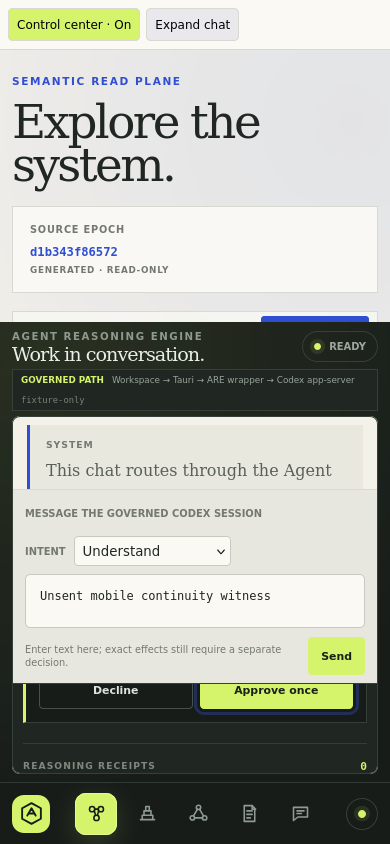 Control center · On
Expand chat
SEMANTIC READ PLANE
Explore the
system.
SOURCE EPOCH
d1b343f86572
GENERATED · READ-ONLY
AGENT REASONING ENGINE
Work in conversation.
READY
GOVERNED PATH Workspace → Tauri → ARE wrapper → Codex app-server
fixture-only
SYSTEM
This chat routes through the Agent
MESSAGE THE GOVERNED CODEX SESSION
INTENT Understand
Unsent mobile continuity witness
Enter text here; exact effects still require a separate
decision.
Send
Decline
Approve once
REASONING RECEIPTS 0